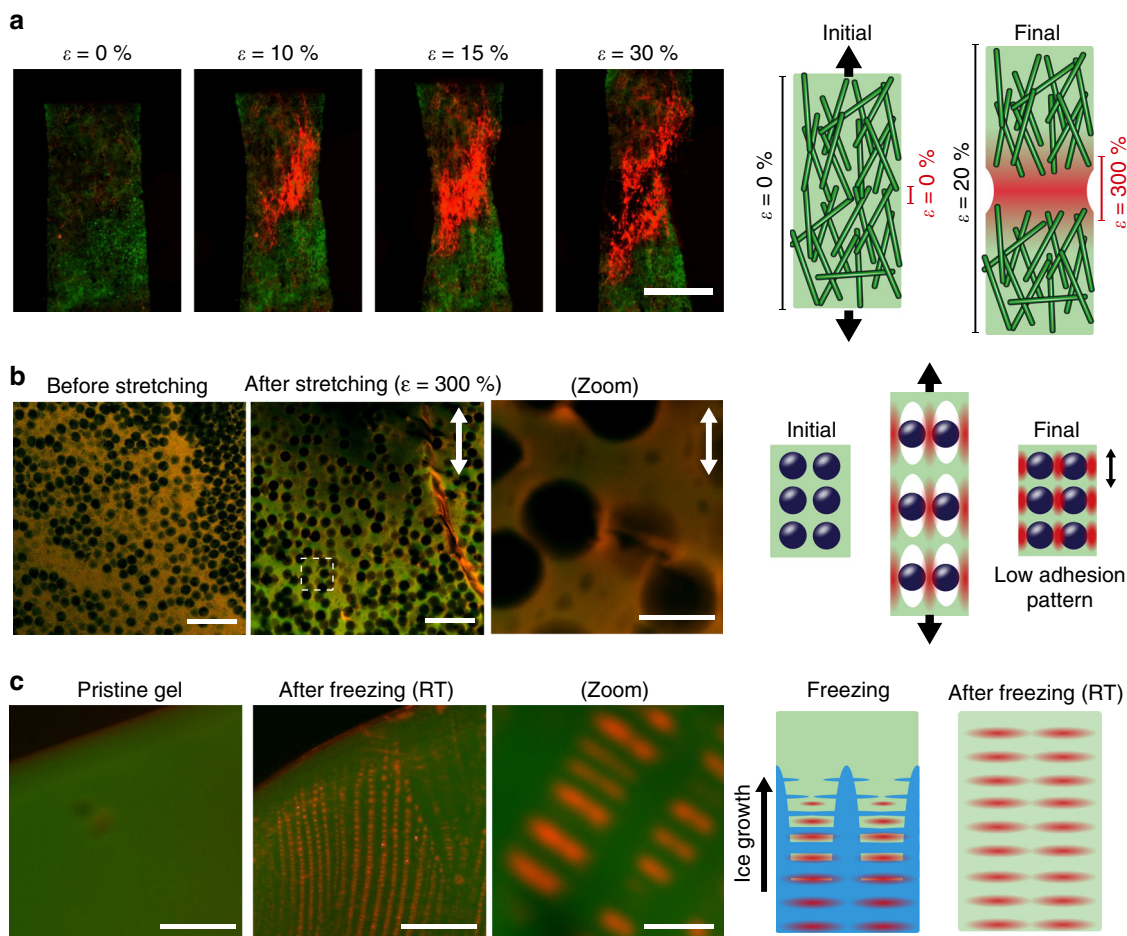 a
ε = 0 %
ε = 10 %
ε = 15 %
ε = 30 %
Initial
Final
ε = 0 %
ε = 0 %
ε = 20 %
ε = 300 %
b
Before stretching
After stretching (ε = 300 %)
(Zoom)
Initial
Final
Low adhesion
pattern
c
Pristine gel
After freezing (RT)
(Zoom)
Freezing
After freezing (RT)
Ice growth